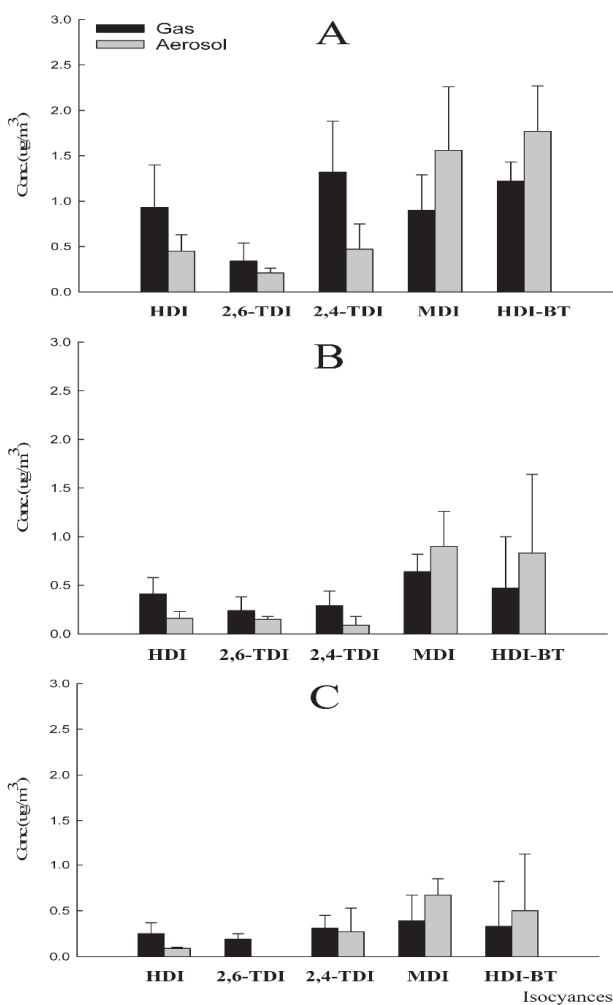 A
Gas
Aerosol
Conc.(ug/m3)
3.0
2.5
2.0
1.5
1.0
0.5
0.0
HDI 2,6-TDI 2,4-TDI MDI HDI-BT
B
Conc.(ug/m3)
3.0
2.5
2.0
1.5
1.0
0.5
0.0
HDI 2,6-TDI 2,4-TDI MDI HDI-BT
C
Conc.(ug/m3)
3.0
2.5
2.0
1.5
1.0
0.5
0.0
HDI 2,6-TDI 2,4-TDI MDI HDI-BT
Isocyances